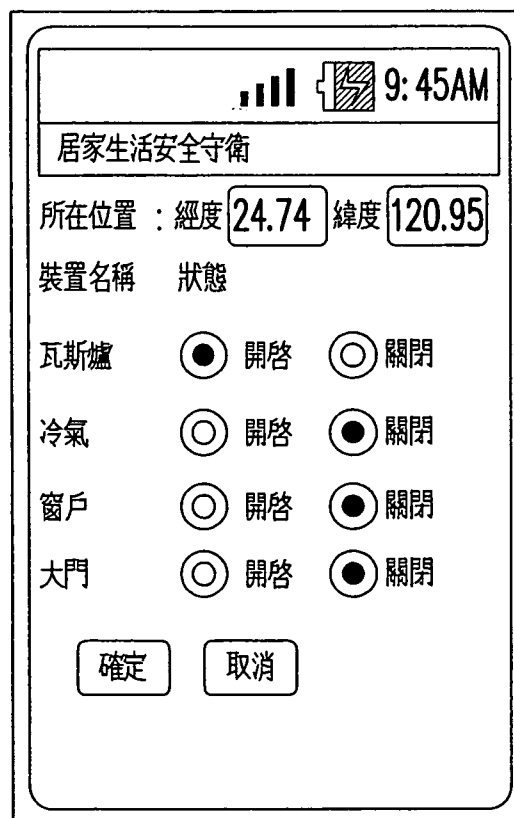 9:45AM
居家生活安全守衛
所在位置 : 經度 24.74 緯度 120.95
裝置名稱 狀態
瓦斯爐 開啓 關閉
冷氣 開啓 關閉
窗戶 開啓 關閉
大門 開啓 關閉
確定 取消